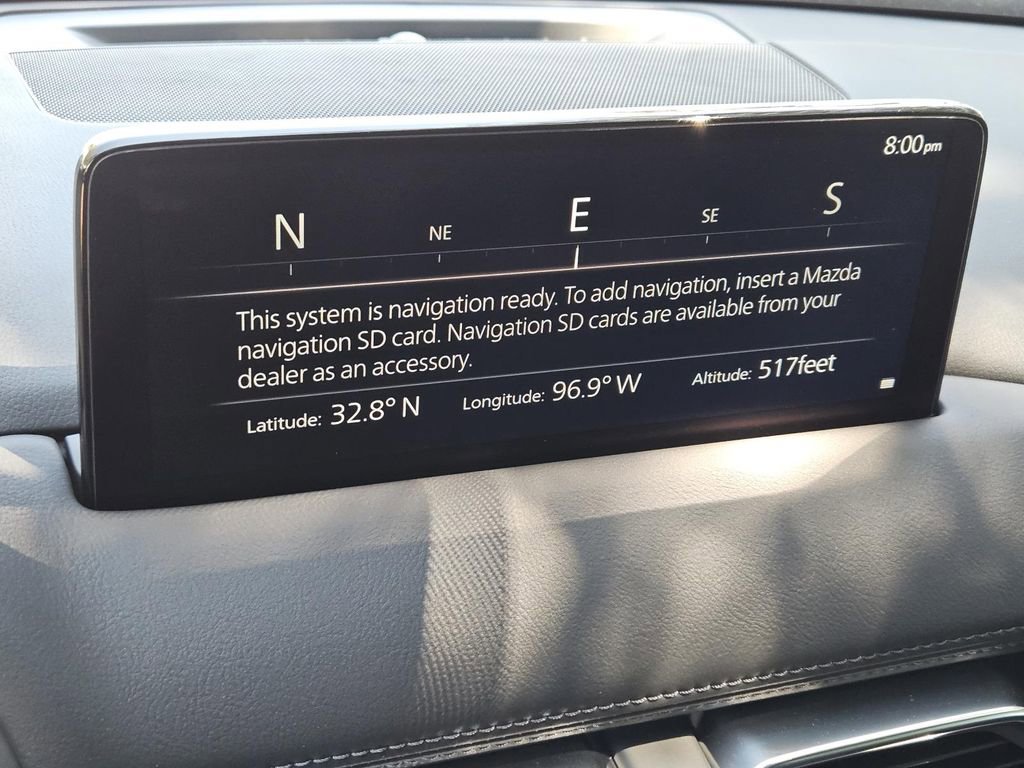 8:00pm
N NE E SE S
This system is navigation ready. To add navigation, insert a Mazda
navigation SD card. Navigation SD cards are available from your
dealer as an accessory.
Latitude: 32.8° N Longitude: 96.9° W Altitude: 517feet